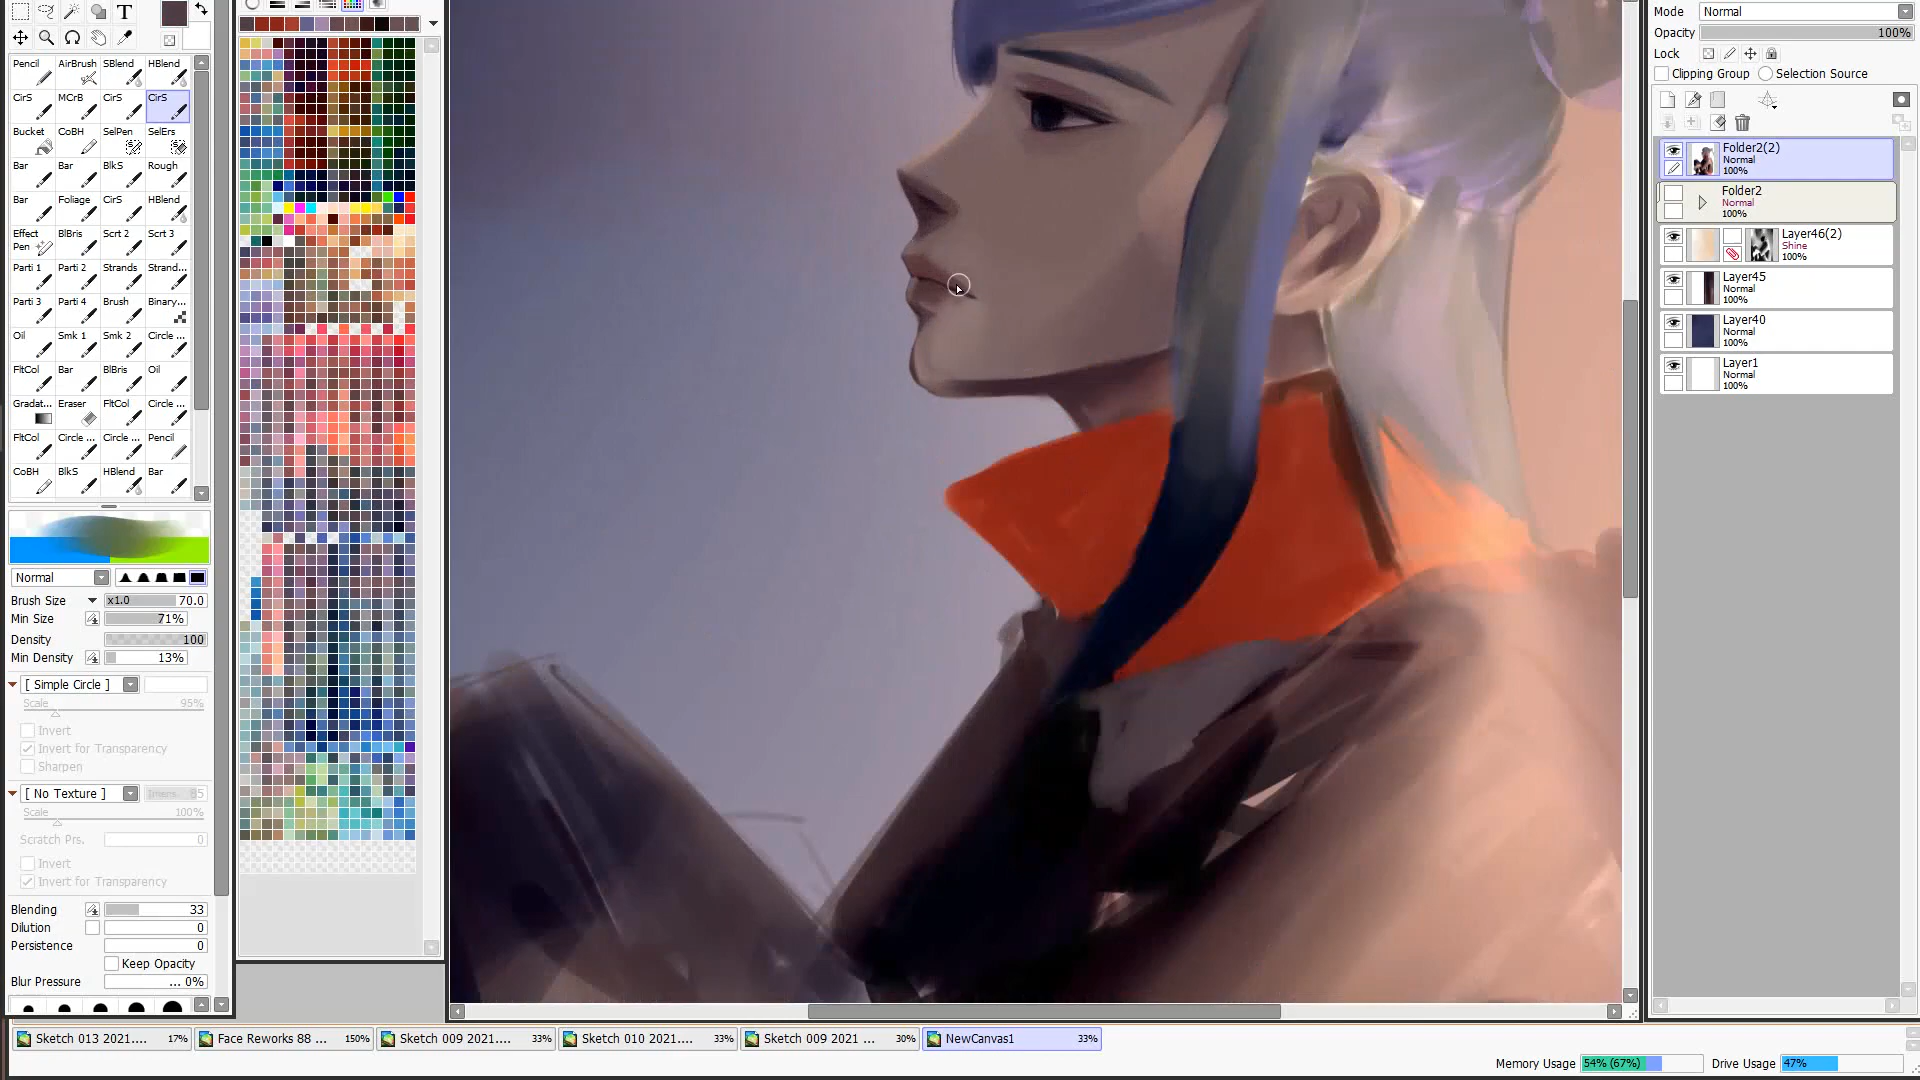 T
Pencil AirBrush SBlend HBlend
CirS MCrB CirS CirS
Bucket CoBH SelPen SelErs
Bar Bar BlkS Rough
Bar Foliage CirS HBlend
Effect Pen BlBris Scrt 2 Scrt 3
Parti 1 Parti 2 Strands Strand...
Parti 3 Parti 4 Brush Binary...
Oil Smk 1 Smk 2 Circle ...
FltCol Bar BlBris Oil
Gradat... Eraser FltCol Circle ...
FltCol Circle ... Circle ... Pencil
CoBH BlkS HBlend Bar
Normal
Brush Size x1.0 70.0
Min Size 71%
Density 100
Min Density 13%
[ Simple Circle ]
Scale 95%
Invert
Invert for Transparency
Sharpen
[ No Texture ] Intens. 85
Scale 100%
Scratch Prs. 0
Invert
Invert for Transparency
Blending 33
Dilution 0
Persistence 0
Keep Opacity
Blur Pressure ... 0%
Mode Normal
Opacity 100%
Lock
Clipping Group Selection Source
Folder2(2)
Normal
100%
Folder2
Normal
100%
Layer46(2)
Shine
100%
Layer45
Normal
100%
Layer40
Normal
100%
Layer1
Normal
100%
Sketch 013 2021.... 17% Face Reworks 88 ... 150% Sketch 009 2021.... 33% Sketch 010 2021.... 33% Sketch 009 2021 ... 30% NewCanvas1 33%
Memory Usage 54% (67%) Drive Usage 47%